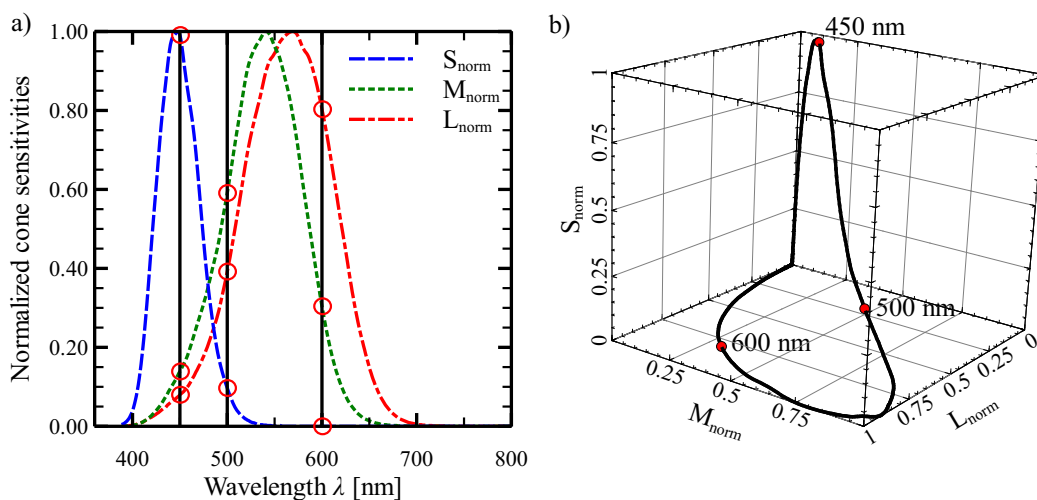 a)
Normalized cone sensitivities
1.00
0.80
0.60
0.40
0.20
0.00
400
500
600
700
800
Wavelength λ [nm]
S_norm
M_norm
L_norm
b)
450 nm
500 nm
600 nm
S_norm
1
0.75
0.5
0.25
0
M_norm
0.25
0.5
0.75
1
L_norm
0.75
0.5
0.25
0